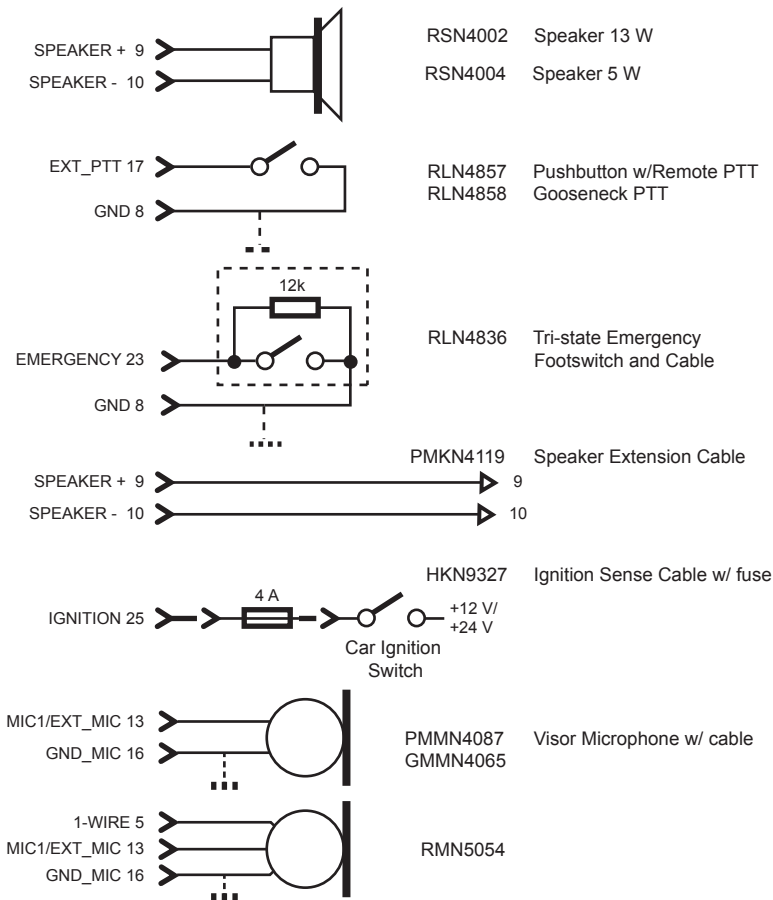 SPEAKER + 9
SPEAKER - 10
RSN4002 Speaker 13 W
RSN4004 Speaker 5 W
EXT_PTT 17
GND 8
RLN4857 Pushbutton w/Remote PTT
RLN4858 Gooseneck PTT
12k
EMERGENCY 23
GND 8
RLN4836 Tri-state Emergency
Footswitch and Cable
PMKN4119 Speaker Extension Cable
SPEAKER + 9 9
SPEAKER - 10 10
HKN9327 Ignition Sense Cable w/ fuse
IGNITION 25
4 A
+12 V/
+24 V
Car Ignition
Switch
MIC1/EXT_MIC 13
GND_MIC 16
PMMN4087 Visor Microphone w/ cable
GMMN4065
1-WIRE 5
MIC1/EXT_MIC 13
GND_MIC 16
RMN5054